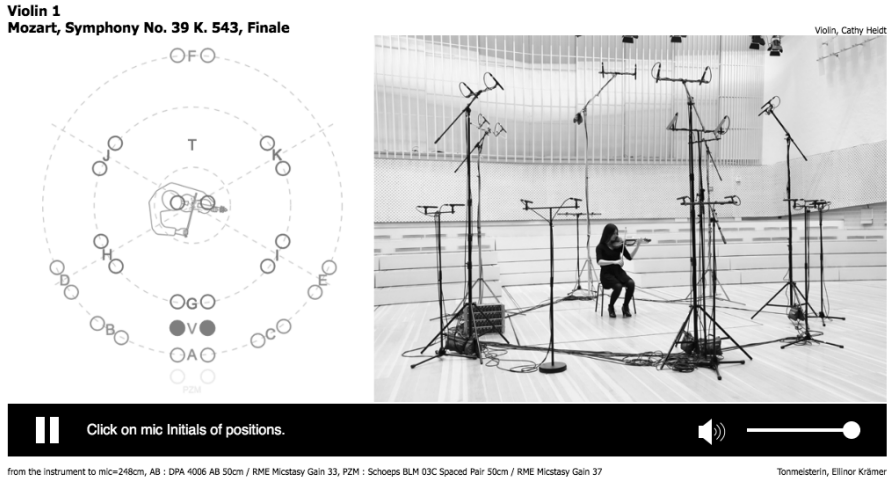 Violin 1
Mozart, Symphony No. 39 K. 543, Finale
Violin, Cathy Heidt
F
J
T
K
H
I
D
E
G
B
V
C
A
PZM
Click on mic Initials of positions.
from the instrument to mic=248cm, AB : DPA 4006 AB 50cm / RME Micstasy Gain 33, PZM : Schoeps BLM 03C Spaced Pair 50cm / RME Micstasy Gain 37
Tonmeisterin, Ellinor Krämer